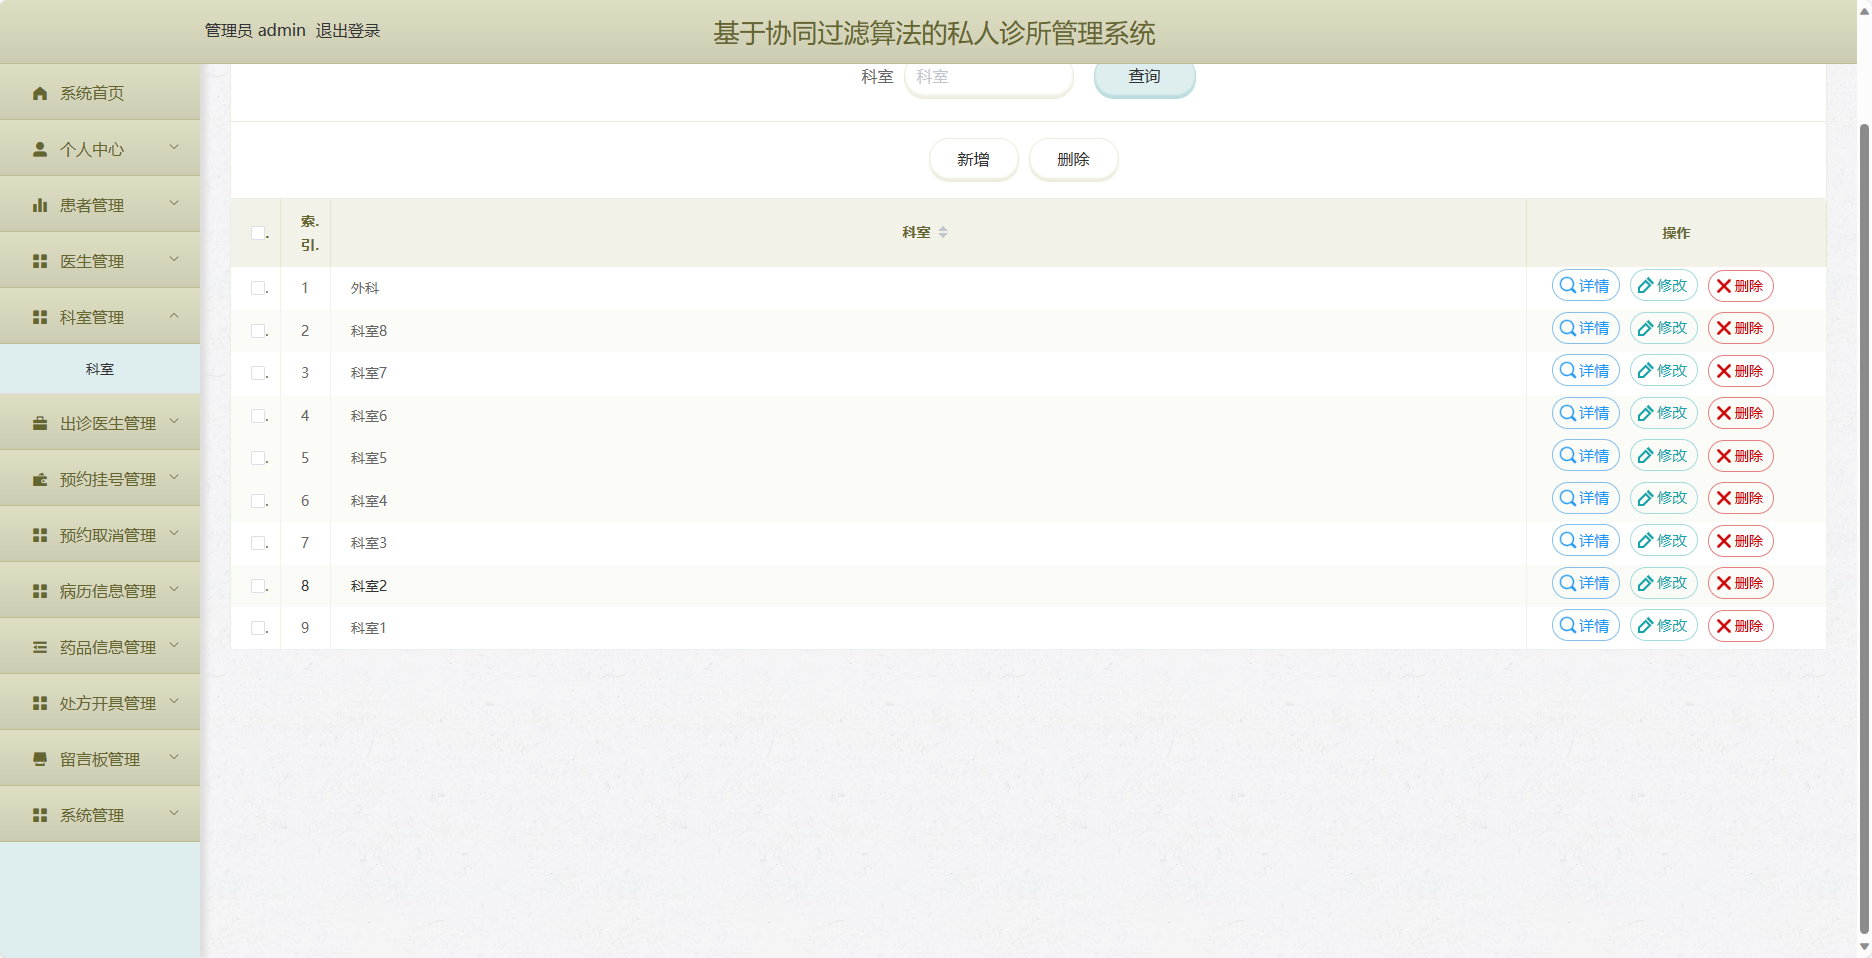 管理员 admin 退出登录
基于协同过滤算法的私人诊所管理系统
系统首页
个人中心
患者管理
医生管理
科室管理
科室
出诊医生管理
预约挂号管理
预约取消管理
病历信息管理
药品信息管理
处方开具管理
留言板管理
系统管理
科室 科室 查询
新增 删除
索.
引.
科室
操作
1 外科 详情 修改 删除
2 科室8 详情 修改 删除
3 科室7 详情 修改 删除
4 科室6 详情 修改 删除
5 科室5 详情 修改 删除
6 科室4 详情 修改 删除
7 科室3 详情 修改 删除
8 科室2 详情 修改 删除
9 科室1 详情 修改 删除